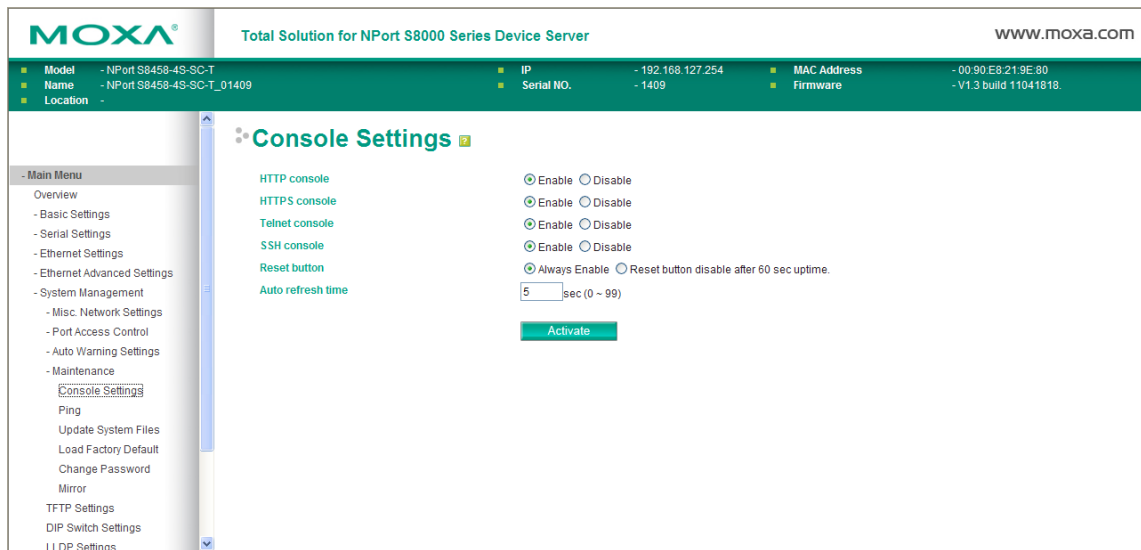 MOXA®
Total Solution for NPort S8000 Series Device Server
www.moxa.com
Model - NPort S8458-4S-SC-T
IP - 192.168.127.254
MAC Address - 00:90:E8:21:9E:80
Name - NPort S8458-4S-SC-T_01409
Serial NO. - 1409
Firmware - V1.3 build 11041818.
Location -
Console Settings ?
- Main Menu
Overview
- Basic Settings
- Serial Settings
- Ethernet Settings
- Ethernet Advanced Settings
- System Management
- Misc. Network Settings
- Port Access Control
- Auto Warning Settings
- Maintenance
Console Settings
Ping
Update System Files
Load Factory Default
Change Password
Mirror
TFTP Settings
DIP Switch Settings
LLDP Settings
HTTP console Enable Disable
HTTPS console Enable Disable
Telnet console Enable Disable
SSH console Enable Disable
Reset button Always Enable Reset button disable after 60 sec uptime.
Auto refresh time 5 sec (0 ~ 99)
Activate